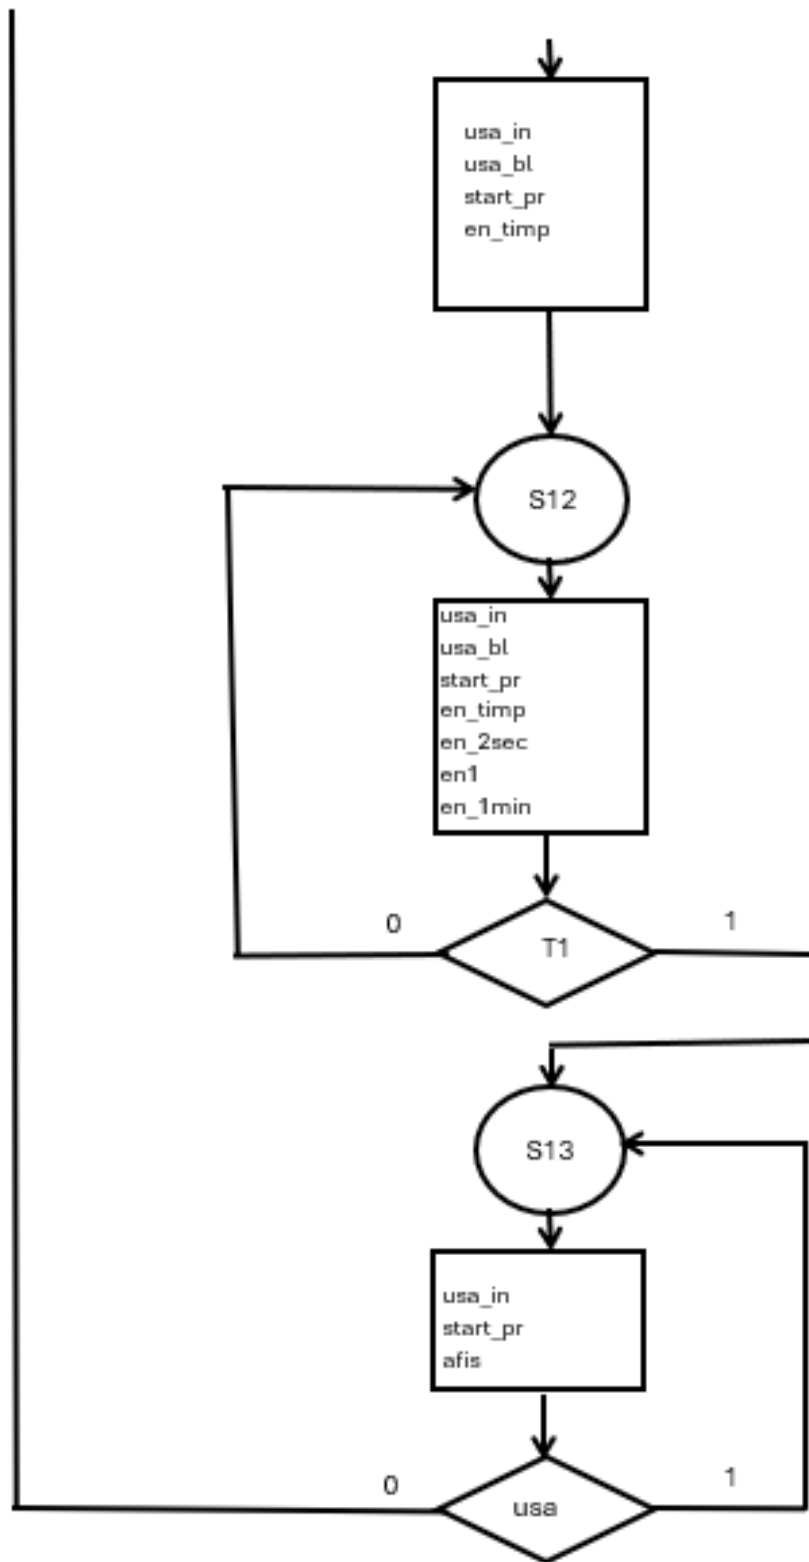 usa_in
usa_bl
start_pr
en_timp
S12
usa_in
usa_bl
start_pr
en_timp
en_2sec
en1
en_1min
0
T1
1
S13
usa_in
start_pr
afis
0
usa
1